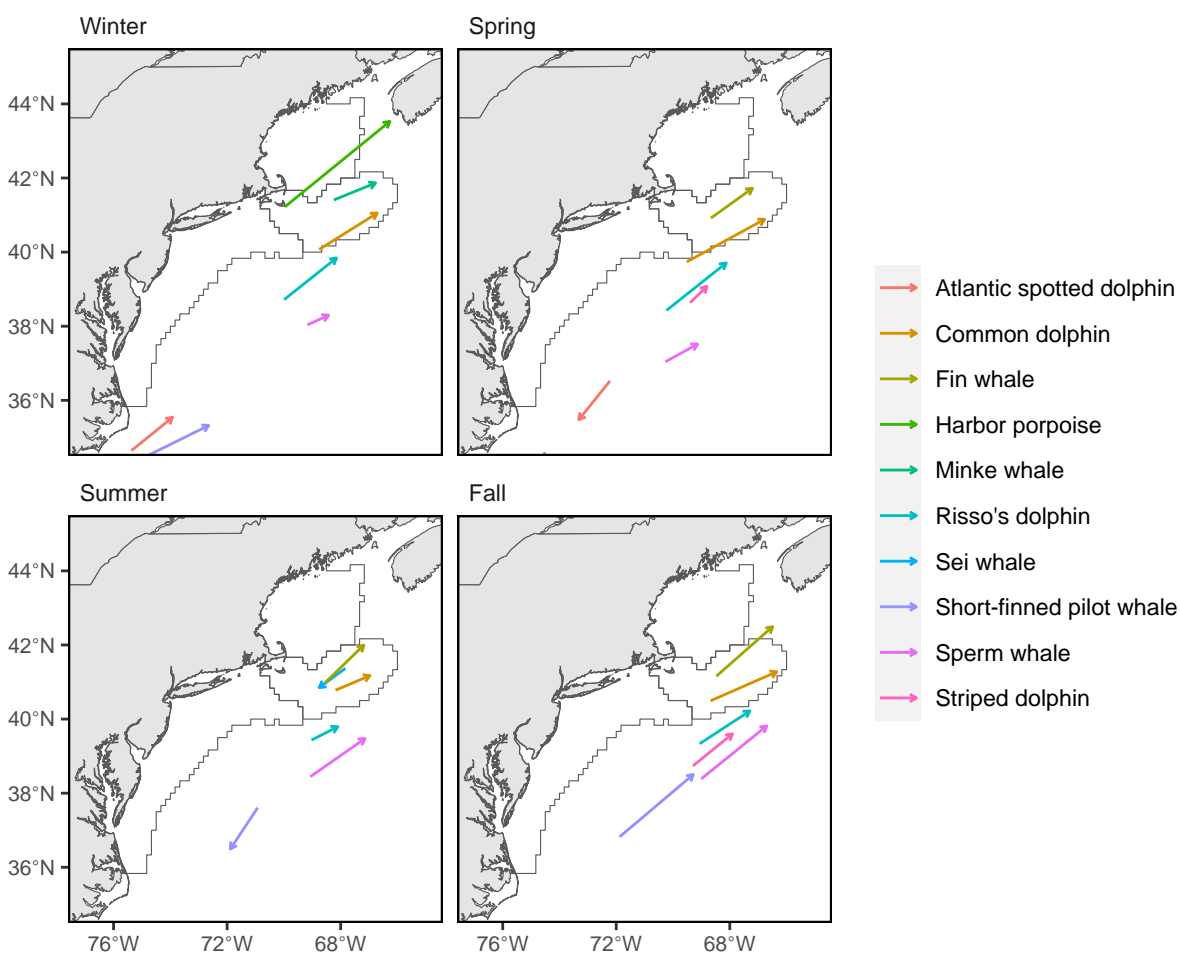 Winter
Spring
44°N
42°N
40°N
38°N
36°N
Summer
Fall
44°N
42°N
40°N
38°N
36°N
76°W 72°W 68°W
76°W 72°W 68°W
Atlantic spotted dolphin
Common dolphin
Fin whale
Harbor porpoise
Minke whale
Risso's dolphin
Sei whale
Short-finned pilot whale
Sperm whale
Striped dolphin